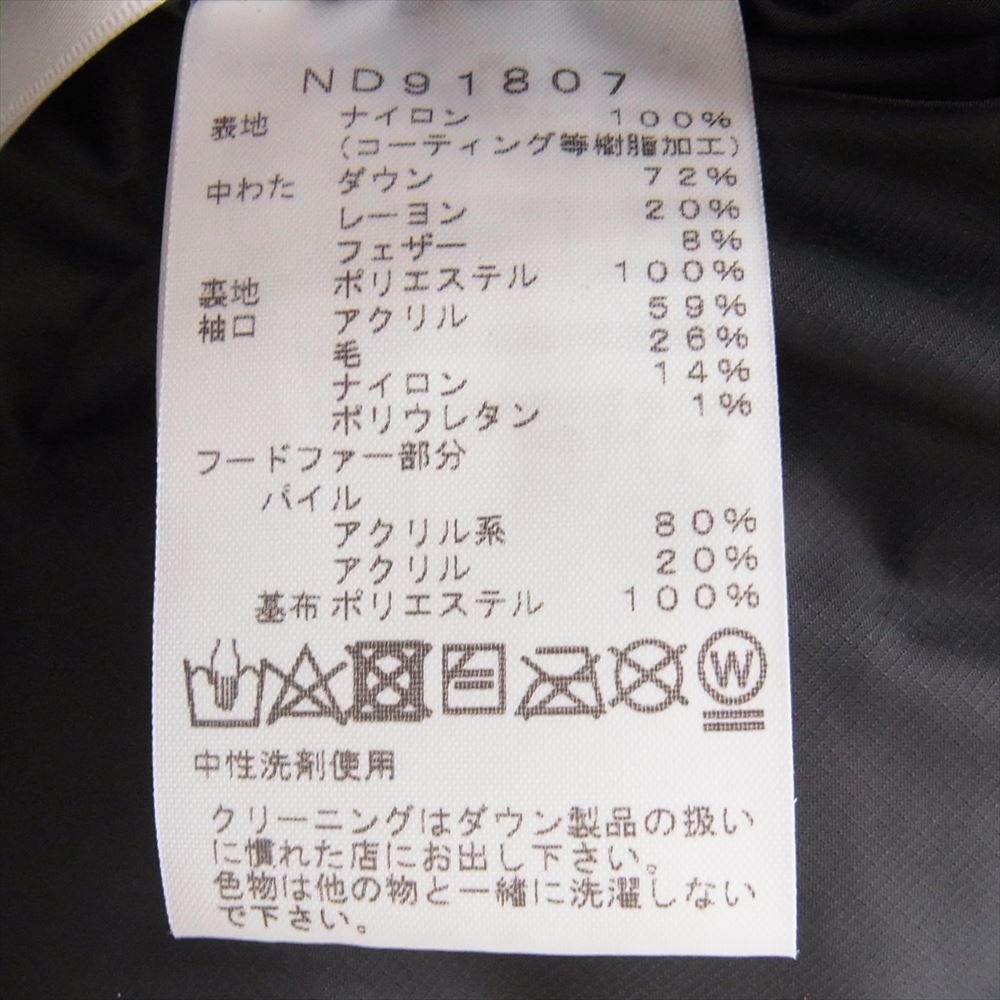 ND91807
表地 ナイロン 100%
(コーティング等樹脂加工)
中わた ダウン 72%
レーヨン 20%
フェザー 8%
裏地 ポリエステル 100%
袖口 アクリル 59%
毛 26%
ナイロン 14%
ポリウレタン 1%
フードファー部分
パイル
アクリル系 80%
アクリル 20%
基布 ポリエステル 100%
W
中性洗剤使用
クリーニングはダウン製品の扱い
に慣れた店にお出し下さい。
色物は他の物と一緒に洗濯しない
で下さい。